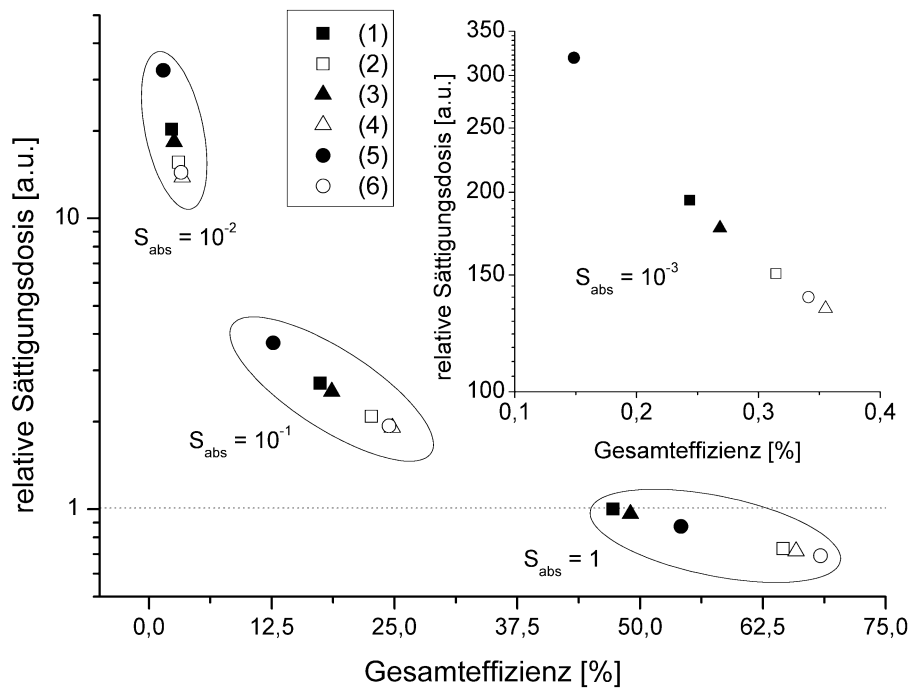 relative Sättigungsdosis [a.u.]
10
1
(1)
(2)
(3)
(4)
(5)
(6)
S_abs = 10^-2
S_abs = 10^-1
S_abs = 1
0,0 12,5 25,0 37,5 50,0 62,5 75,0
Gesamteffizienz [%]
relative Sättigungsdosis [a.u.]
350
300
250
200
150
100
S_abs = 10^-3
0,1 0,2 0,3 0,4
Gesamteffizienz [%]